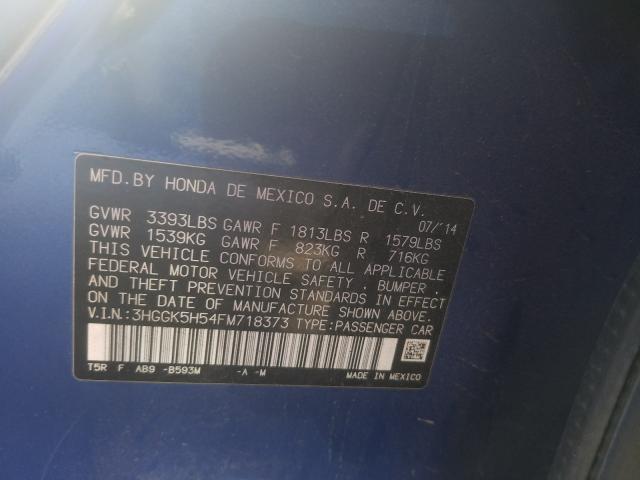 MFD.BY HONDA DE MEXICO S.A. DE C.V.
07/'14
GVWR 3393LBS GAWR F 1813LBS R 1579LBS
GVWR 1539KG GAWR F 823KG R 716KG
THIS VEHICLE CONFORMS TO ALL APPLICABLE
FEDERAL MOTOR VEHICLE SAFETY , BUMPER ,
AND THEFT PREVENTION STANDARDS IN EFFECT
ON THE DATE OF MANUFACTURE SHOWN ABOVE.
V.I.N.:3HGGK5H54FM718373 TYPE:PASSENGER CAR
T5R F AB9 -B593M -A -M MADE IN MEXICO